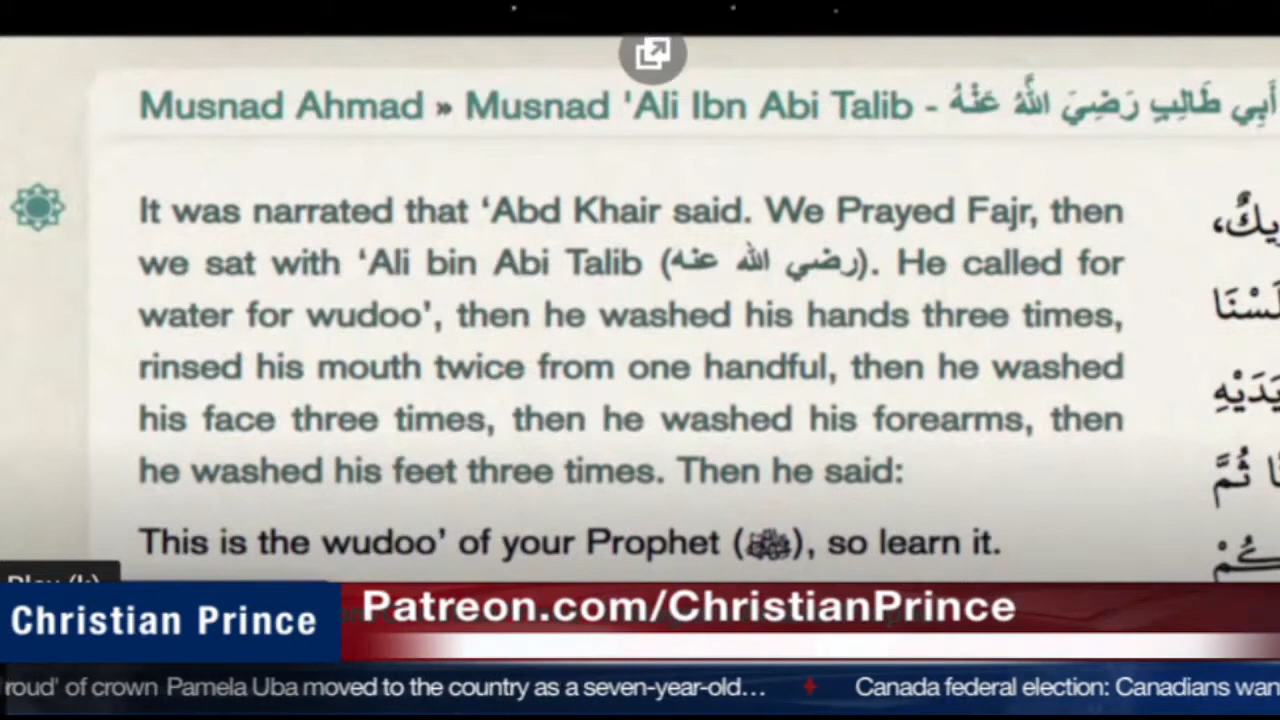 Musnad Ahmad » Musnad 'Ali Ibn Abi Talib - أَبِي طَالِبٍ رَضِيَ اللَّهُ عَنْهُ
It was narrated that ‘Abd Khair said. We Prayed Fajr, then
we sat with ‘Ali bin Abi Talib (رضي الله عنه). He called for
water for wudoo’, then he washed his hands three times,
rinsed his mouth twice from one handful, then he washed
his face three times, then he washed his forearms, then
he washed his feet three times. Then he said:
This is the wudoo’ of your Prophet (ﷺ), so learn it.
Christian Prince
Patreon.com/ChristianPrince
roud' of crown Pamela Uba moved to the country as a seven-year-old... Canada federal election: Canadians wan